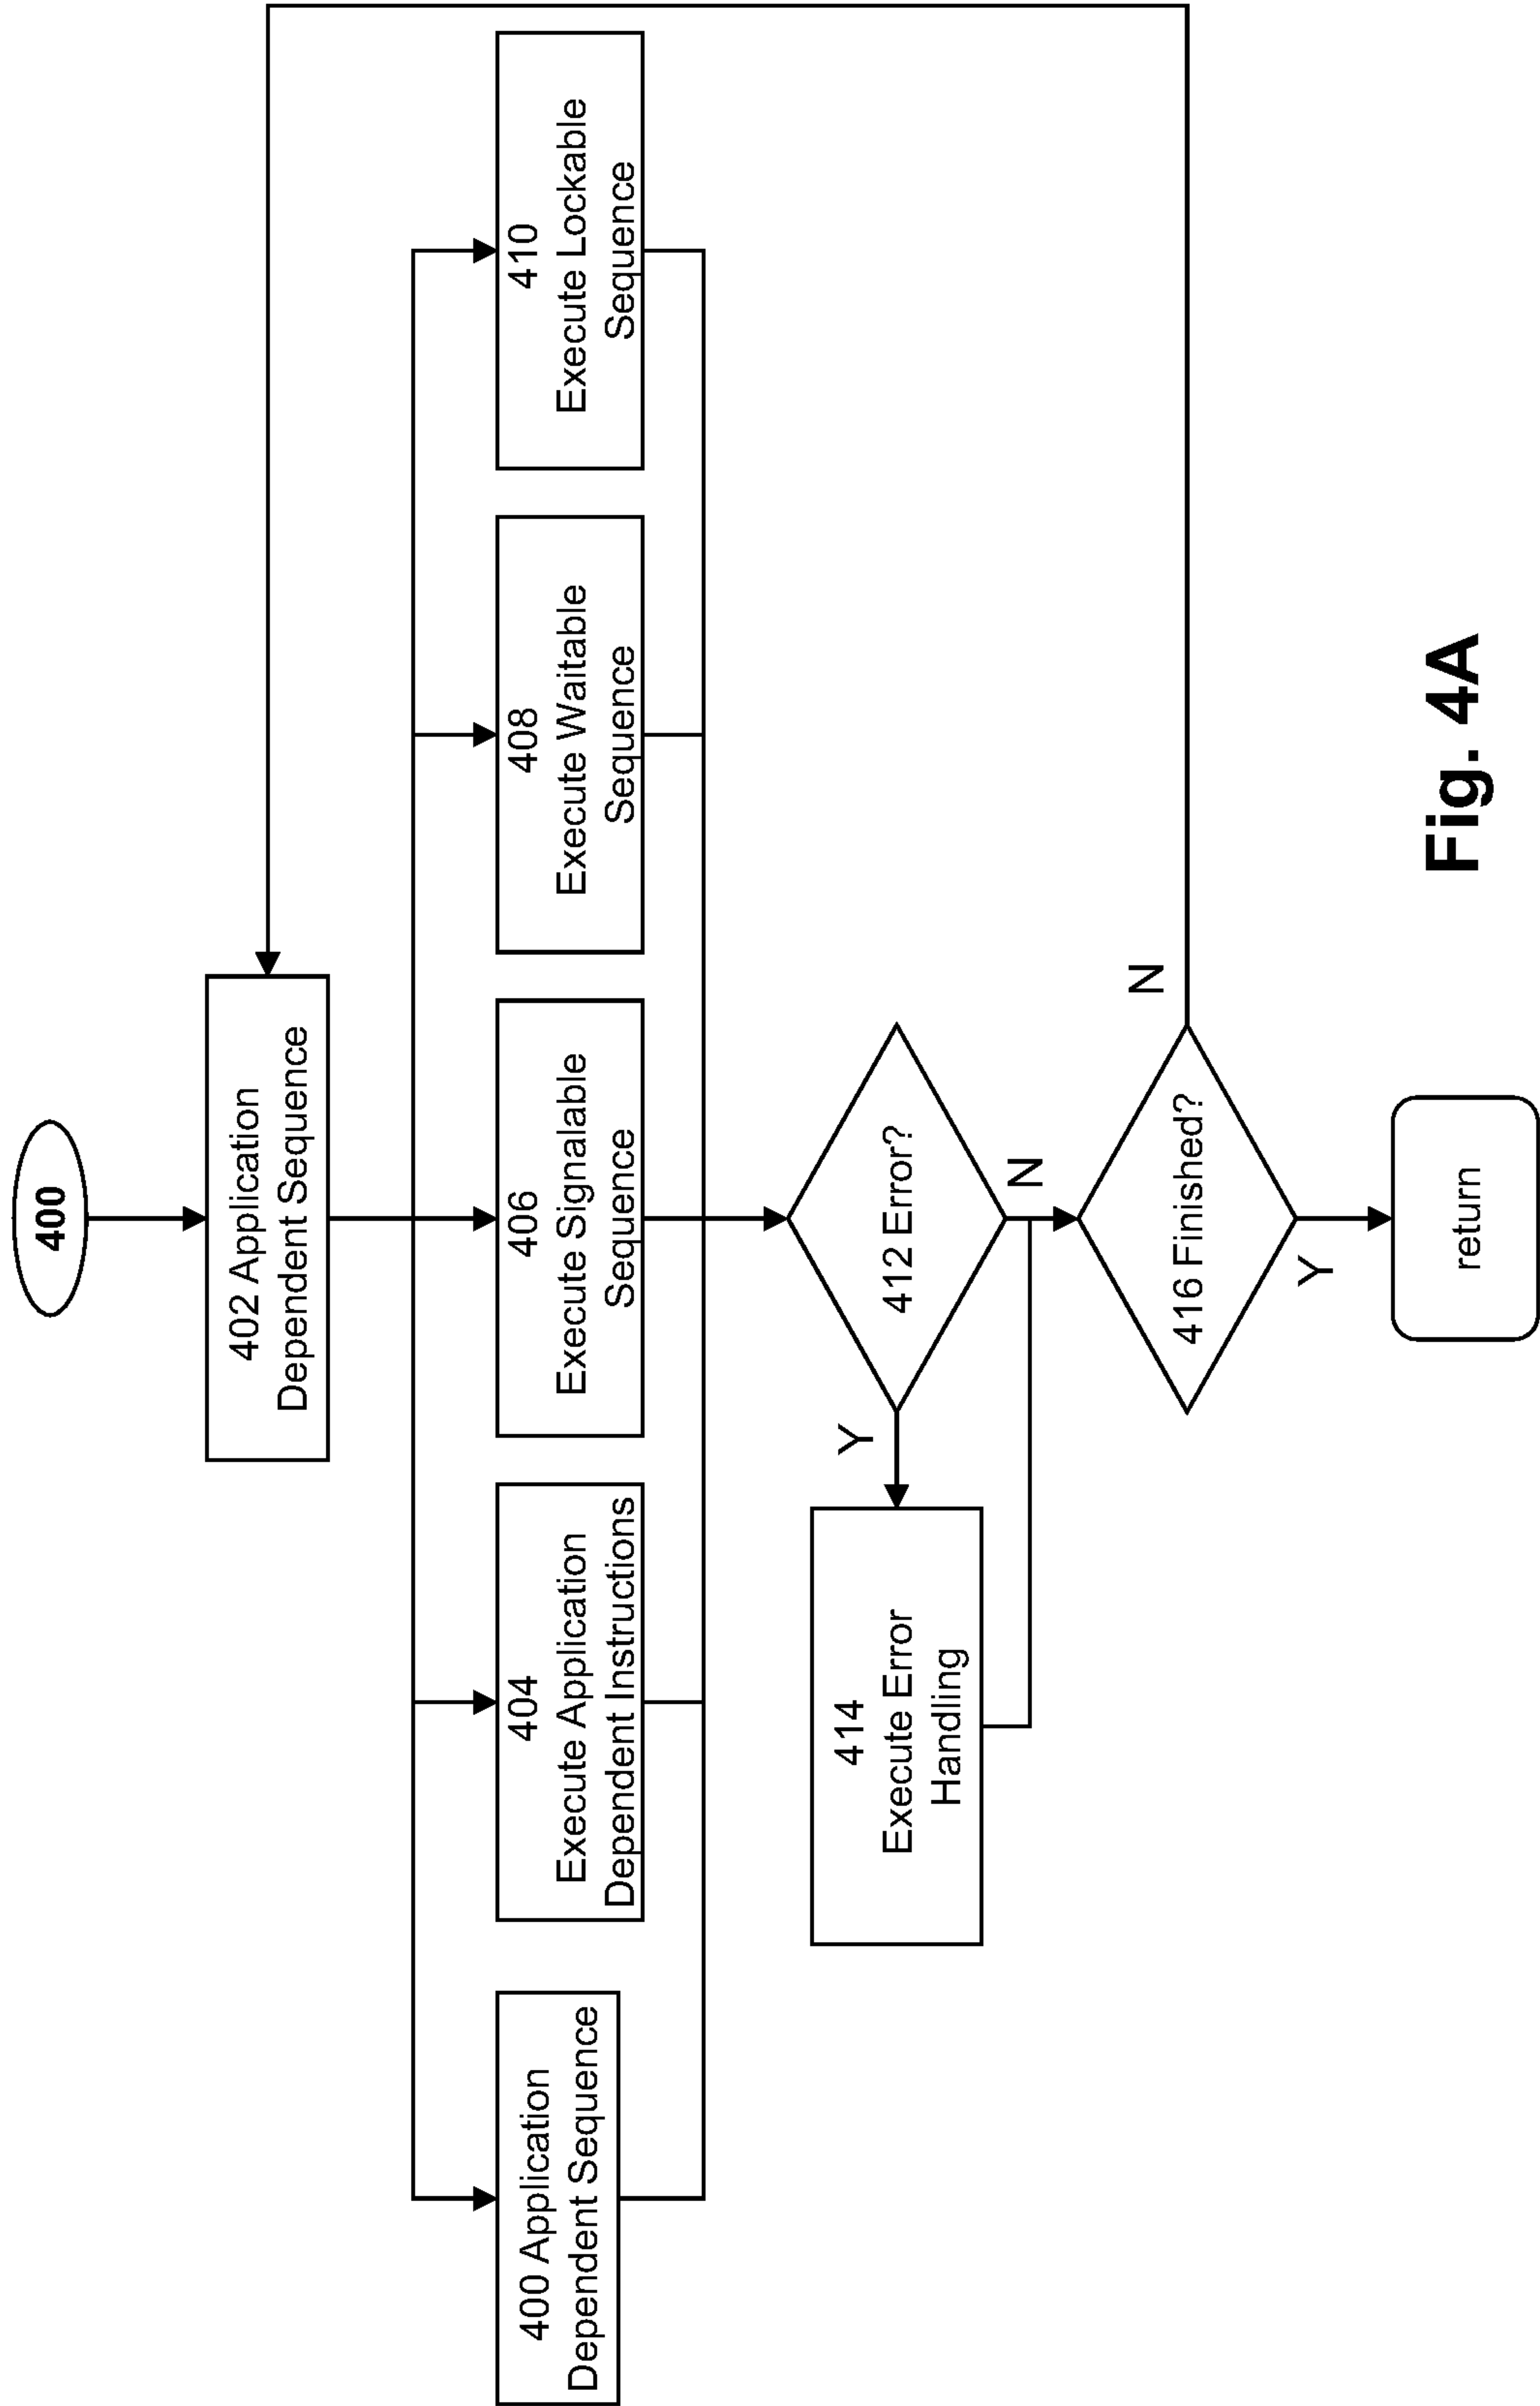 400
402 Application
Dependent Sequence
400 Application
Dependent Sequence
404
Execute Application
Dependent Instructions
406
Execute Signalable
Sequence
408
Execute Waitable
Sequence
410
Execute Lockable
Sequence
412 Error?
Y
N
414
Execute Error
Handling
416 Finished?
N
Y
return
Fig. 4A